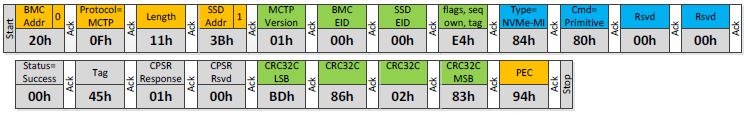 Start BMC Addr 0 Ack Protocol= MCTP Ack Length Ack SSD Addr 1 Ack MCTP Version Ack BMC EID Ack SSD EID Ack flags, seq own, tag Ack Type= NVMe-MI Ack Cmd= Primitive Ack Rsvd Ack Rsvd Ack
20h 0Fh 11h 3Bh 01h 00h 00h E4h 84h 80h 00h 00h
Status= Success Ack Tag Ack CPSR Response Ack CPSR Rsvd Ack CRC32C LSB Ack CRC32C Ack CRC32C Ack CRC32C MSB Ack PEC Ack Stop
00h 45h 01h 00h BDh 86h 02h 83h 94h